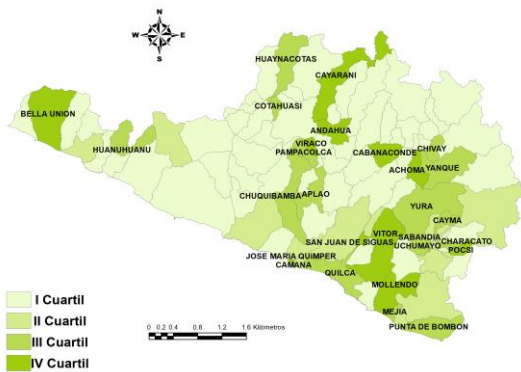 N
W E
S
HUAYNACOTAS
CAYARANI
BELLA UNION
COTAHUASI
ANDAHUA
HUANUHUANU
VIRACO
PAMPACOLCA
CABANACONDE
CHIVAY
ACHOMA
YANQUE
CHUQUIBAMBA
APLAO
YURA
CAYMA
VITOR
SABANDIA
SAN JUAN DE SIGUAS
UCHUMAYO
CHARACATO
POCSI
JOSE MARIA QUIMPER
CAMANA
QUILCA
MOLLENDO
MEJIA
PUNTA DE BOMBON
I Cuartil
II Cuartil
III Cuartil
IV Cuartil
0 0.2 0.4 0.8 1.2 1.6 Kilómetros